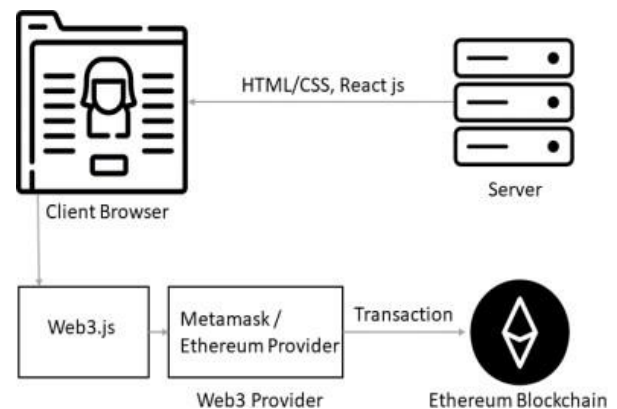 HTML/CSS, React js
Server
Client Browser
Web3.js
Metamask /
Ethereum Provider
Transaction
Web3 Provider
Ethereum Blockchain